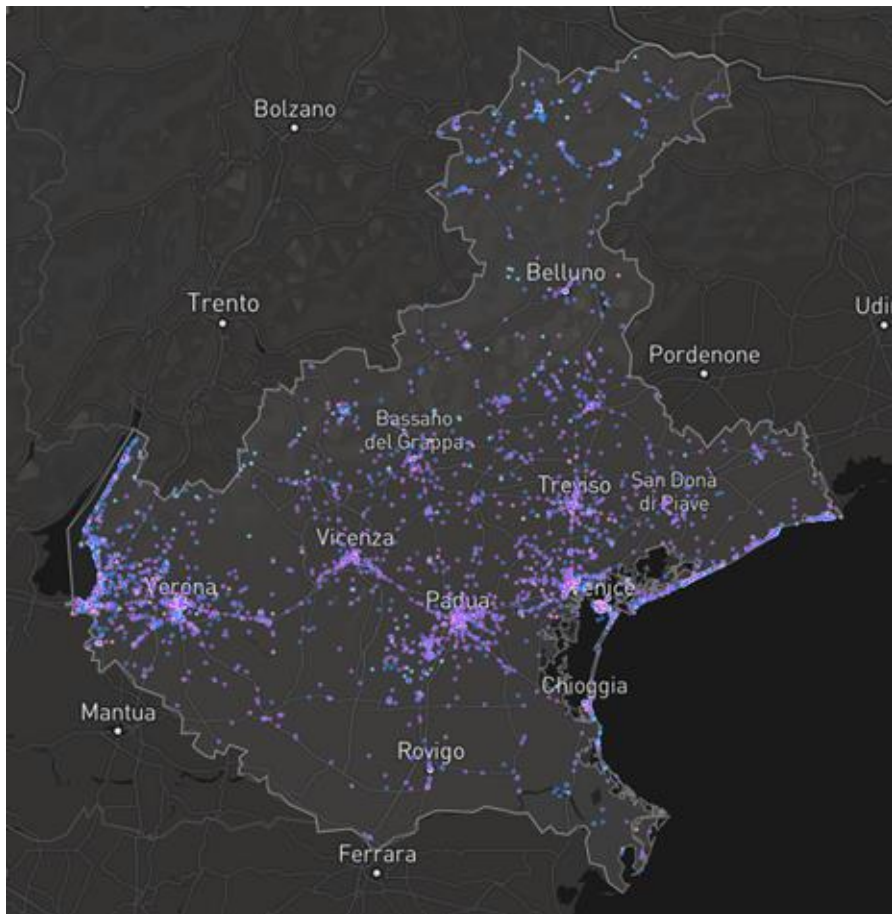 Bolzano
Trento
Belluno
Udi
Pordenone
Bassano
del Grappa
Treviso
San Donà
di Piave
Vicenza
Verona
Padua
Venice
Chioggia
Mantua
Rovigo
Ferrara